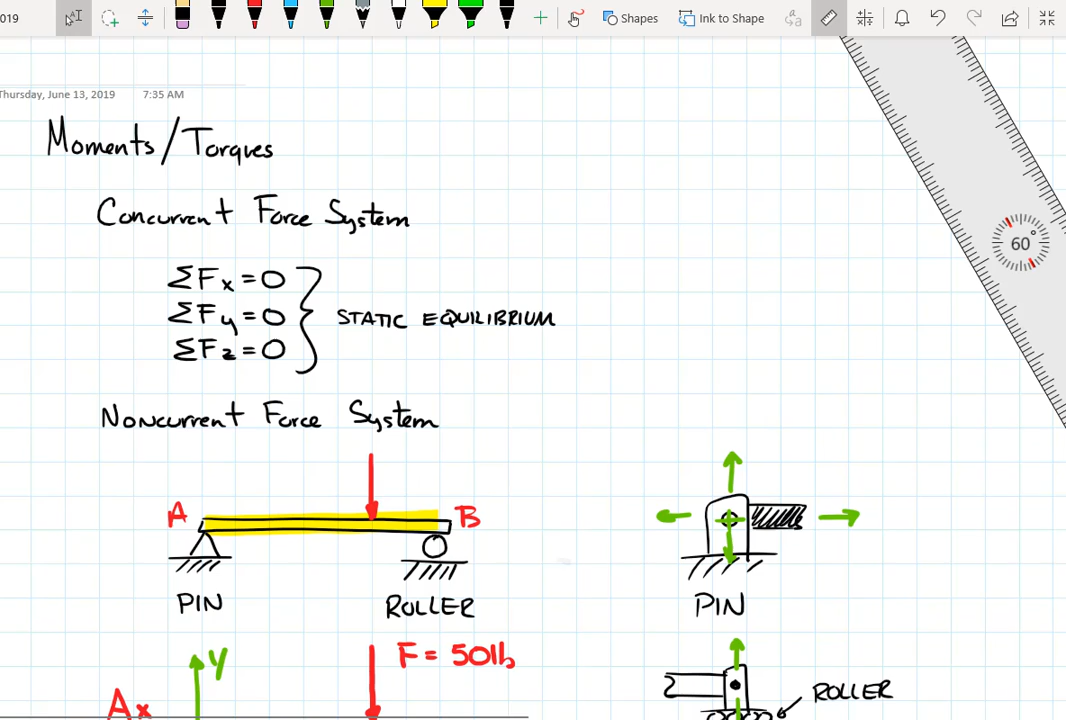 019
Shapes
Ink to Shape
Thursday, June 13, 2019 7:35 AM
Moments/Torques
Concurrent Force System
ΣFx=0
ΣFy=0
ΣFz=0
STATIC EQUILIBRIUM
60°
Noncurrent Force System
A
B
PIN
ROLLER
PIN
Y
F = 50lb
Ax
ROLLER